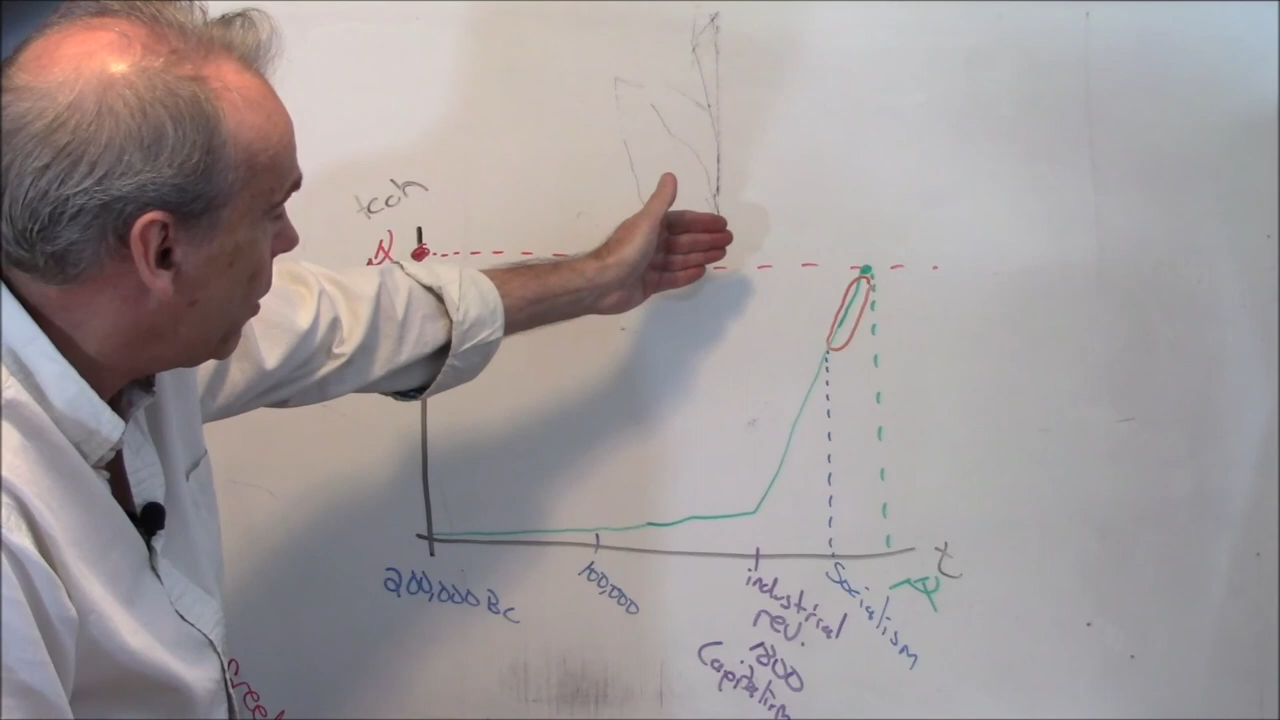 tech
t
200,000 BC
100,000
industrial
rev.
1800
Capitalism
Socialism